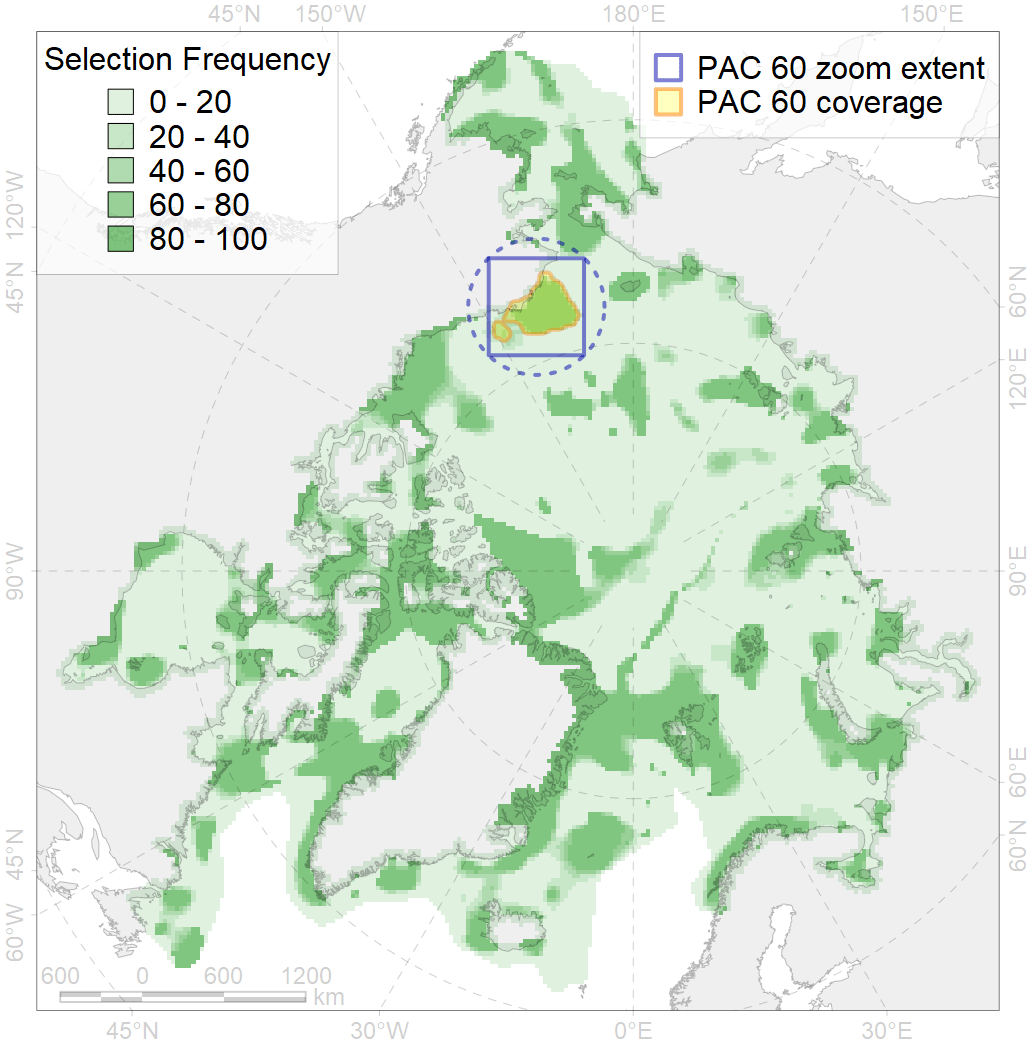 45°N 150°W 180°E 150°E
Selection Frequency
0 - 20
20 - 40
40 - 60
60 - 80
80 - 100
PAC 60 zoom extent
PAC 60 coverage
120°W
45°N
90°W
45°N
60°W
60°N
120°E
90°E
60°E
60°N
600 0 600 1200
km
45°W 30°W 0°E 30°E